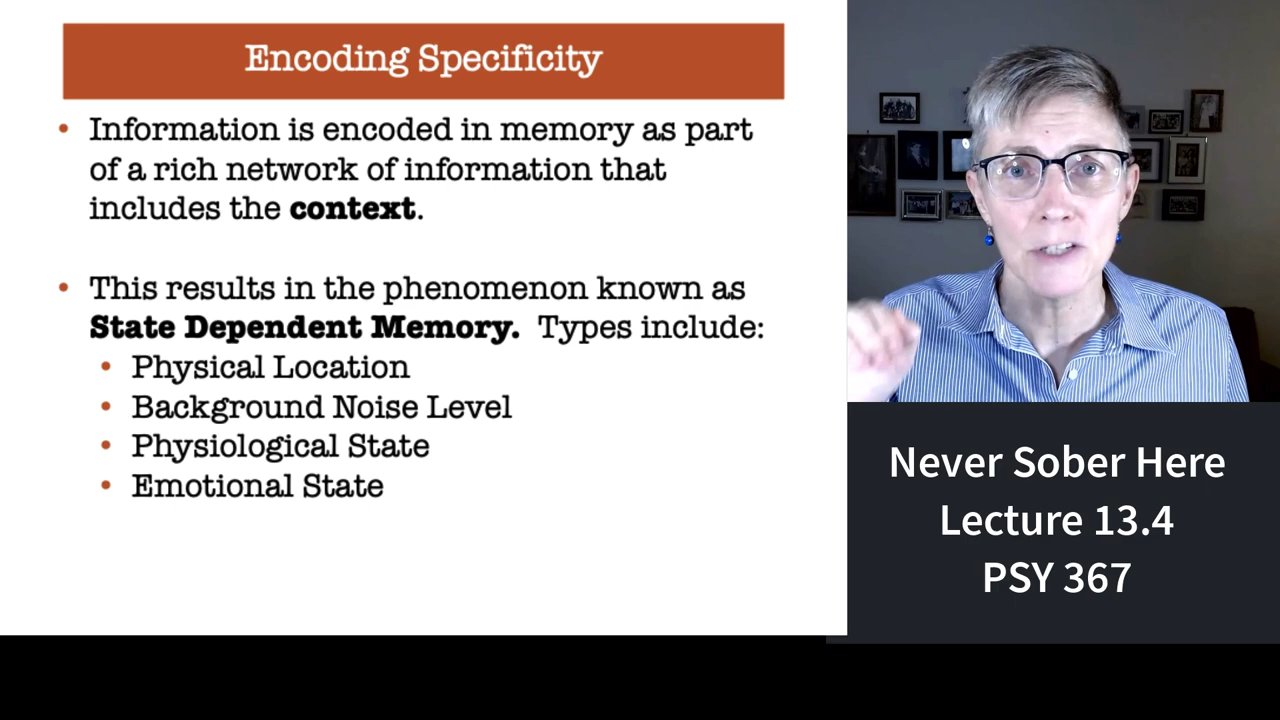 Encoding Specificity
• Information is encoded in memory as part
of a rich network of information that
includes the context.
• This results in the phenomenon known as
State Dependent Memory. Types include:
• Physical Location
• Background Noise Level
• Physiological State
• Emotional State
Never Sober Here
Lecture 13.4
PSY 367